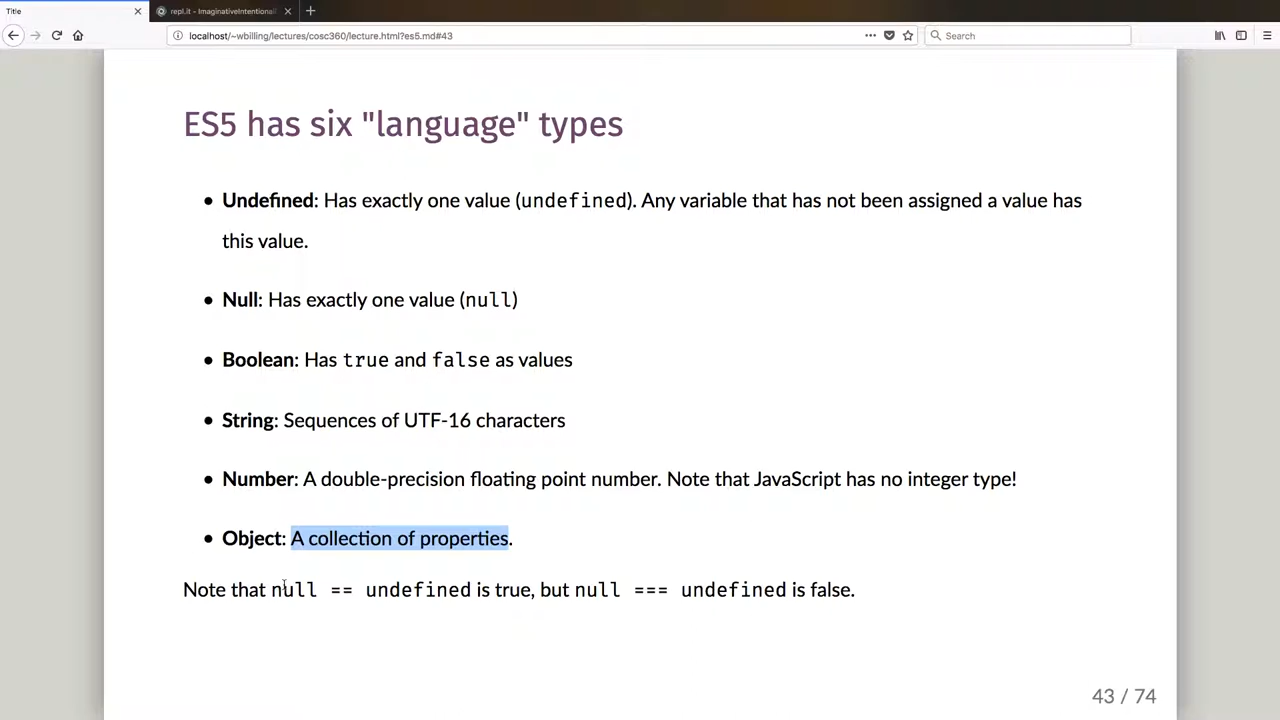 Title
repl.it - ImaginativeIntentional
localhost/~wbilling/lectures/cosc360/lecture.html?es5.md#43
Search
ES5 has six "language" types
• Undefined: Has exactly one value (undefined). Any variable that has not been assigned a value has
this value.
• Null: Has exactly one value (null)
• Boolean: Has true and false as values
• String: Sequences of UTF-16 characters
• Number: A double-precision floating point number. Note that JavaScript has no integer type!
• Object: A collection of properties.
Note that null == undefined is true, but null === undefined is false.
43 / 74